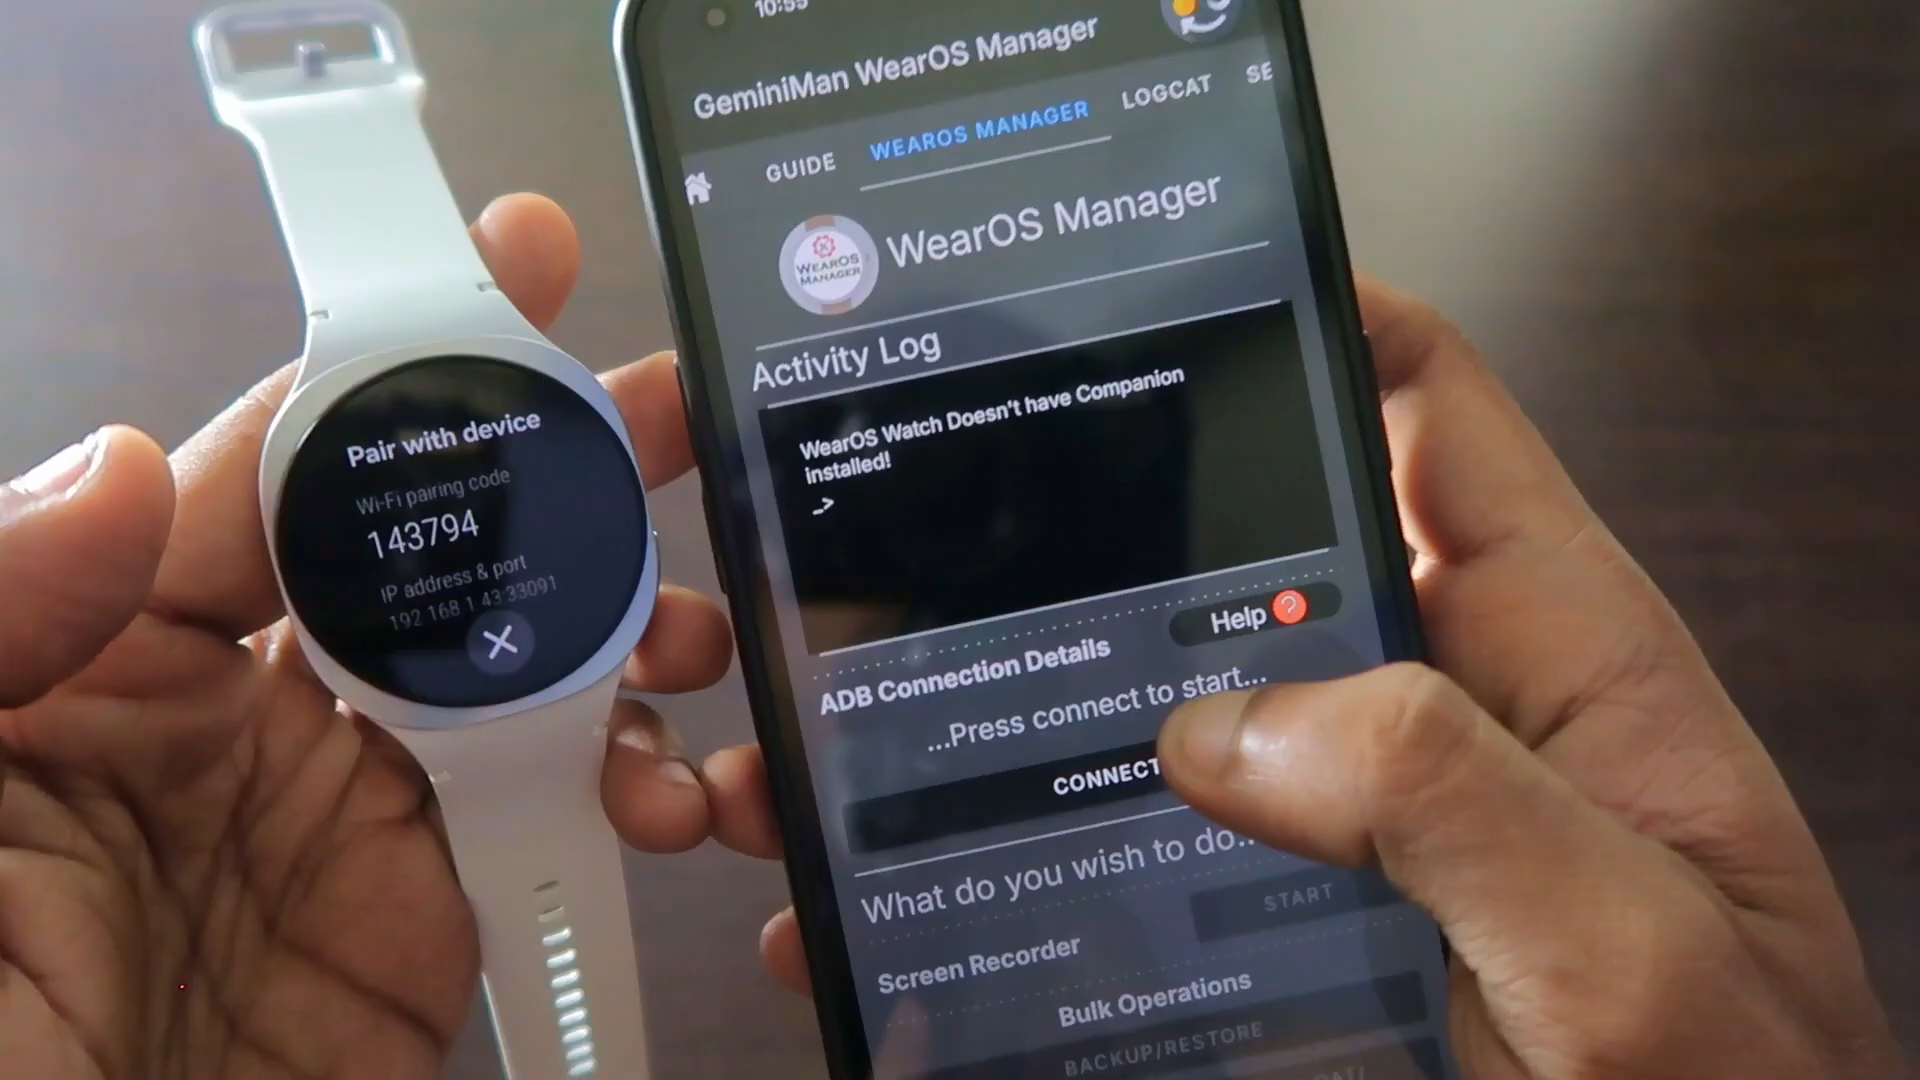 Pair with device
Wi-Fi pairing code
143794
IP address & port
192 168 1 43:33091
10:55
GeminiMan WearOS Manager
GUIDE
WEAROS MANAGER
LOGCAT
SE
WEAROS
MANAGER
WearOS Manager
Activity Log
WearOS Watch Doesn't have Companion
installed!
_>
Help ?
ADB Connection Details
...Press connect to start...
CONNECT
What do you wish to do..
START
Screen Recorder
Bulk Operations
BACKUP/RESTORE